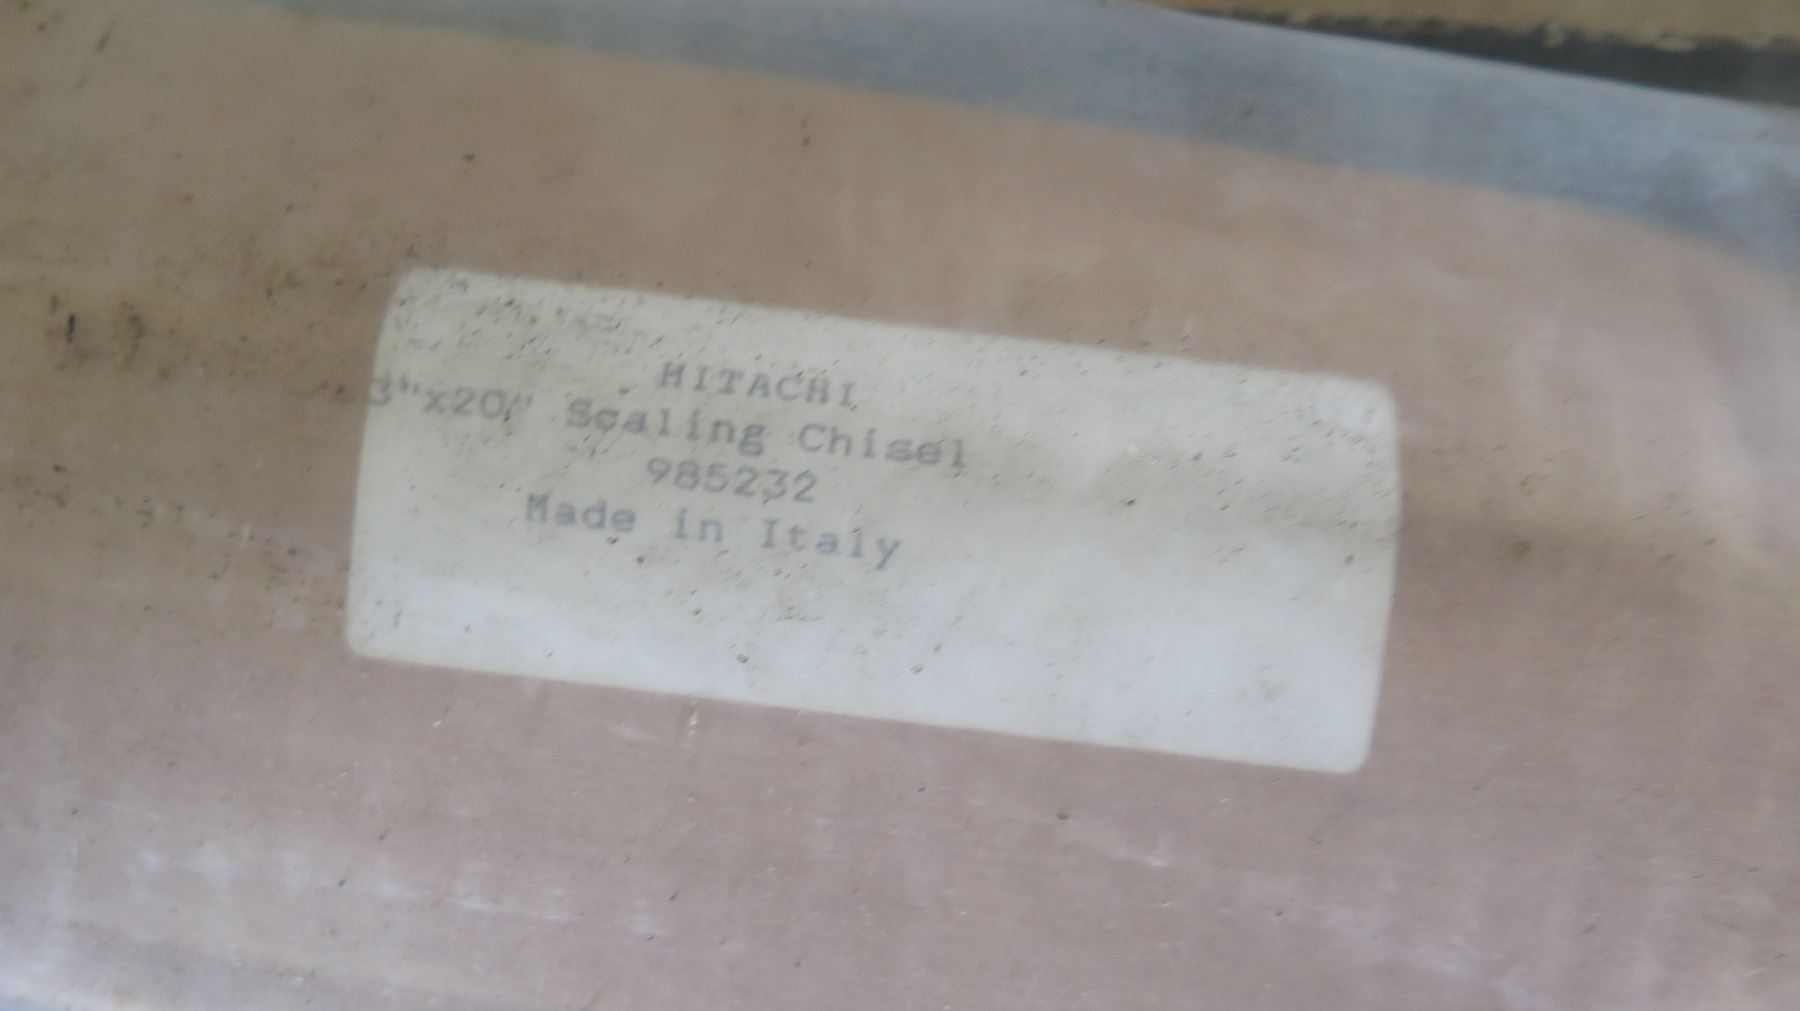 HITACHI
3"x20" Scaling Chisel
985232
Made in Italy